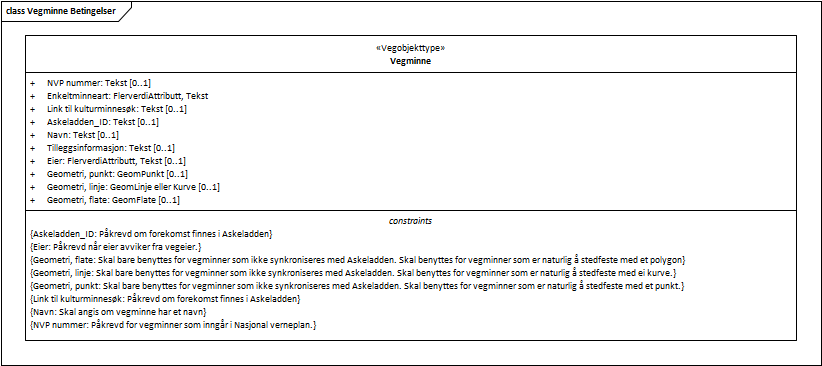 class Vegminne Betingelser
«Vegobjekttype»
Vegminne
+ NVP nummer: Tekst [0..1]
+ Enkeltminneart: FlerverdiAttributt, Tekst
+ Link til kulturminnesøk: Tekst [0..1]
+ Askeladden_ID: Tekst [0..1]
+ Navn: Tekst [0..1]
+ Tilleggsinformasjon: Tekst [0..1]
+ Eier: FlerverdiAttributt, Tekst [0..1]
+ Geometri, punkt: GeomPunkt [0..1]
+ Geometri, linje: GeomLinje eller Kurve [0..1]
+ Geometri, flate: GeomFlate [0..1]
constraints
{Askeladden_ID: Påkrevd om forekomst finnes i Askeladden}
{Eier: Påkrevd når eier avviker fra vegeier.}
{Geometri, flate: Skal bare benyttes for vegminner som ikke synkroniseres med Askeladden. Skal benyttes for vegminner som er naturlig å stedfeste med et polygon}
{Geometri, linje: Skal bare benyttes for vegminner som ikke synkroniseres med Askeladden. Skal benyttes for vegminner som er naturlig å stedfeste med ei kurve.}
{Geometri, punkt: Skal bare benyttes for vegminner som ikke synkroniseres med Askeladden. Skal benyttes for vegminner som er naturlig å stedfeste med et punkt.}
{Link til kulturminnesøk: Påkrevd om forekomst finnes i Askeladden}
{Navn: Skal angis om vegminne har et navn}
{NVP nummer: Påkrevd for vegminner som inngår i Nasjonal verneplan.}